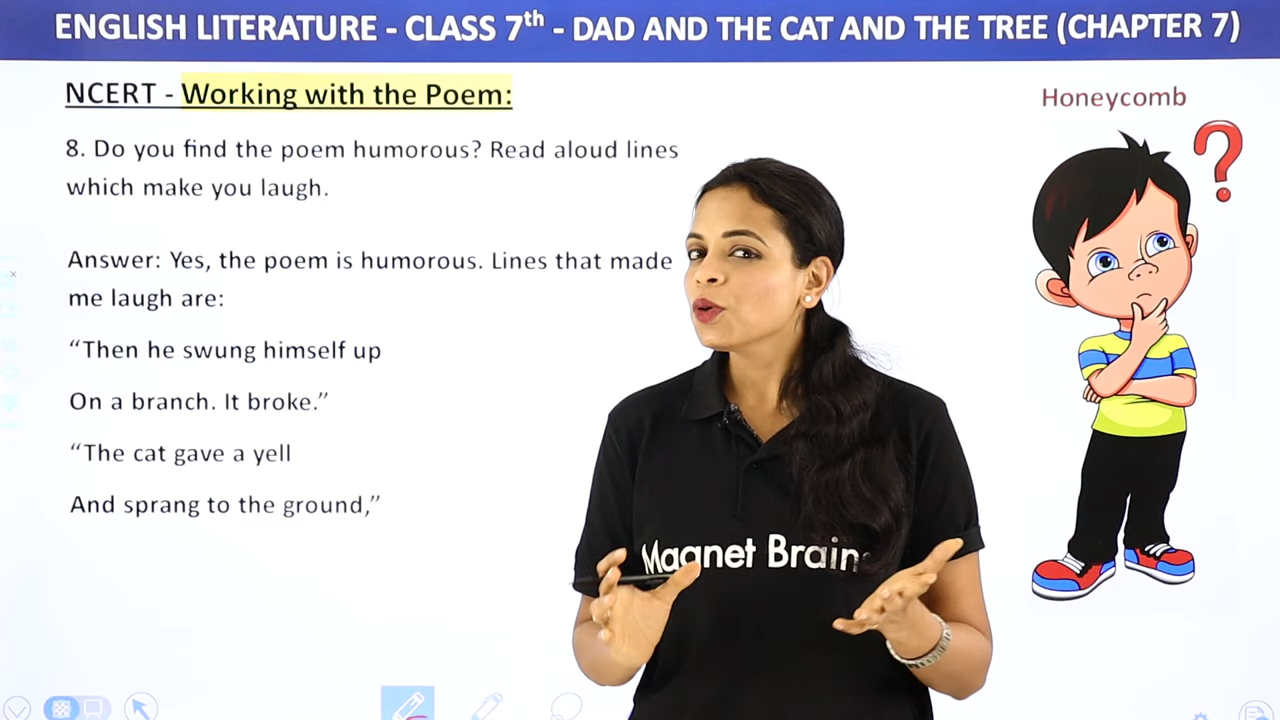 ENGLISH LITERATURE - CLASS 7th - DAD AND THE CAT AND THE TREE (CHAPTER 7)
NCERT - Working with the Poem:
Honeycomb
8. Do you find the poem humorous? Read aloud lines
which make you laugh.
Answer: Yes, the poem is humorous. Lines that made
me laugh are:
“Then he swung himself up
On a branch. It broke.”
“The cat gave a yell
And sprang to the ground,”
Magnet Brains
?